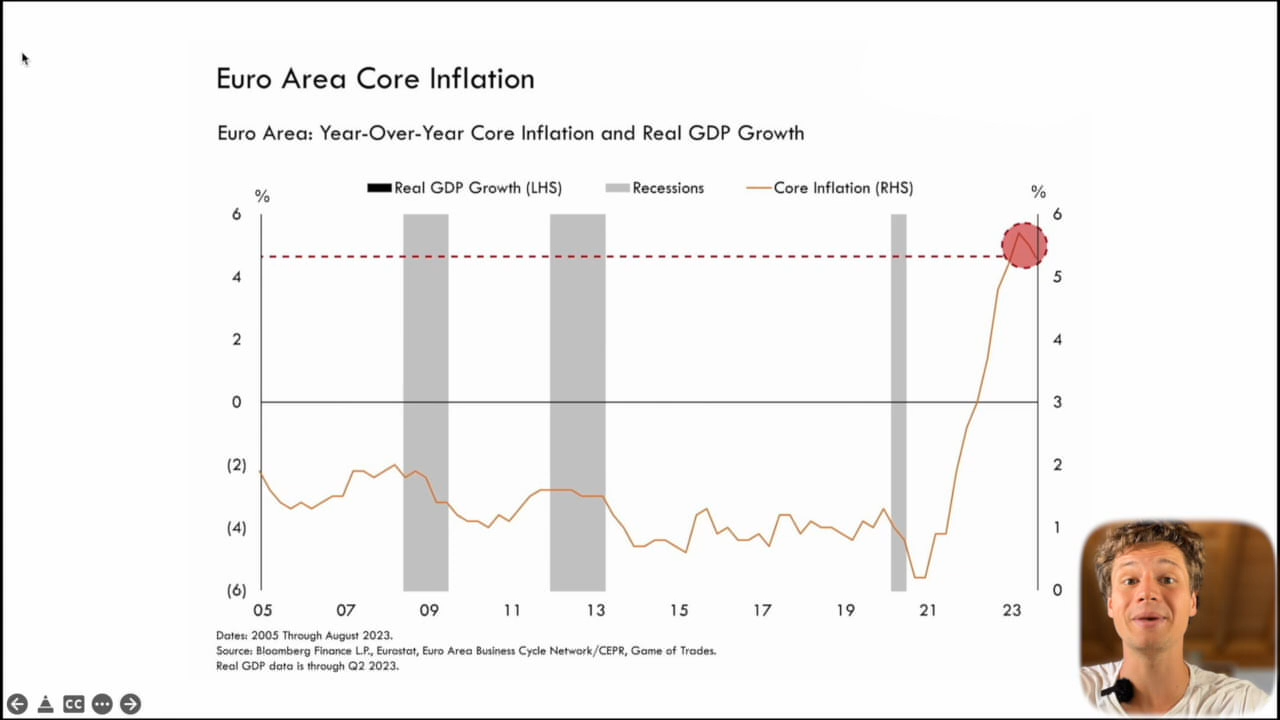 Euro Area Core Inflation
Euro Area: Year-Over-Year Core Inflation and Real GDP Growth
Real GDP Growth (LHS) Recessions Core Inflation (RHS)
% %
6 6
4 5
2 4
0 3
(2) 2
(4) 1
(6) 0
05 07 09 11 13 15 17 19 21 23
Dates: 2005 Through August 2023.
Source: Bloomberg Finance L.P., Eurostat, Euro Area Business Cycle Network/CEPR, Game of Trades.
Real GDP data is through Q2 2023.
CC